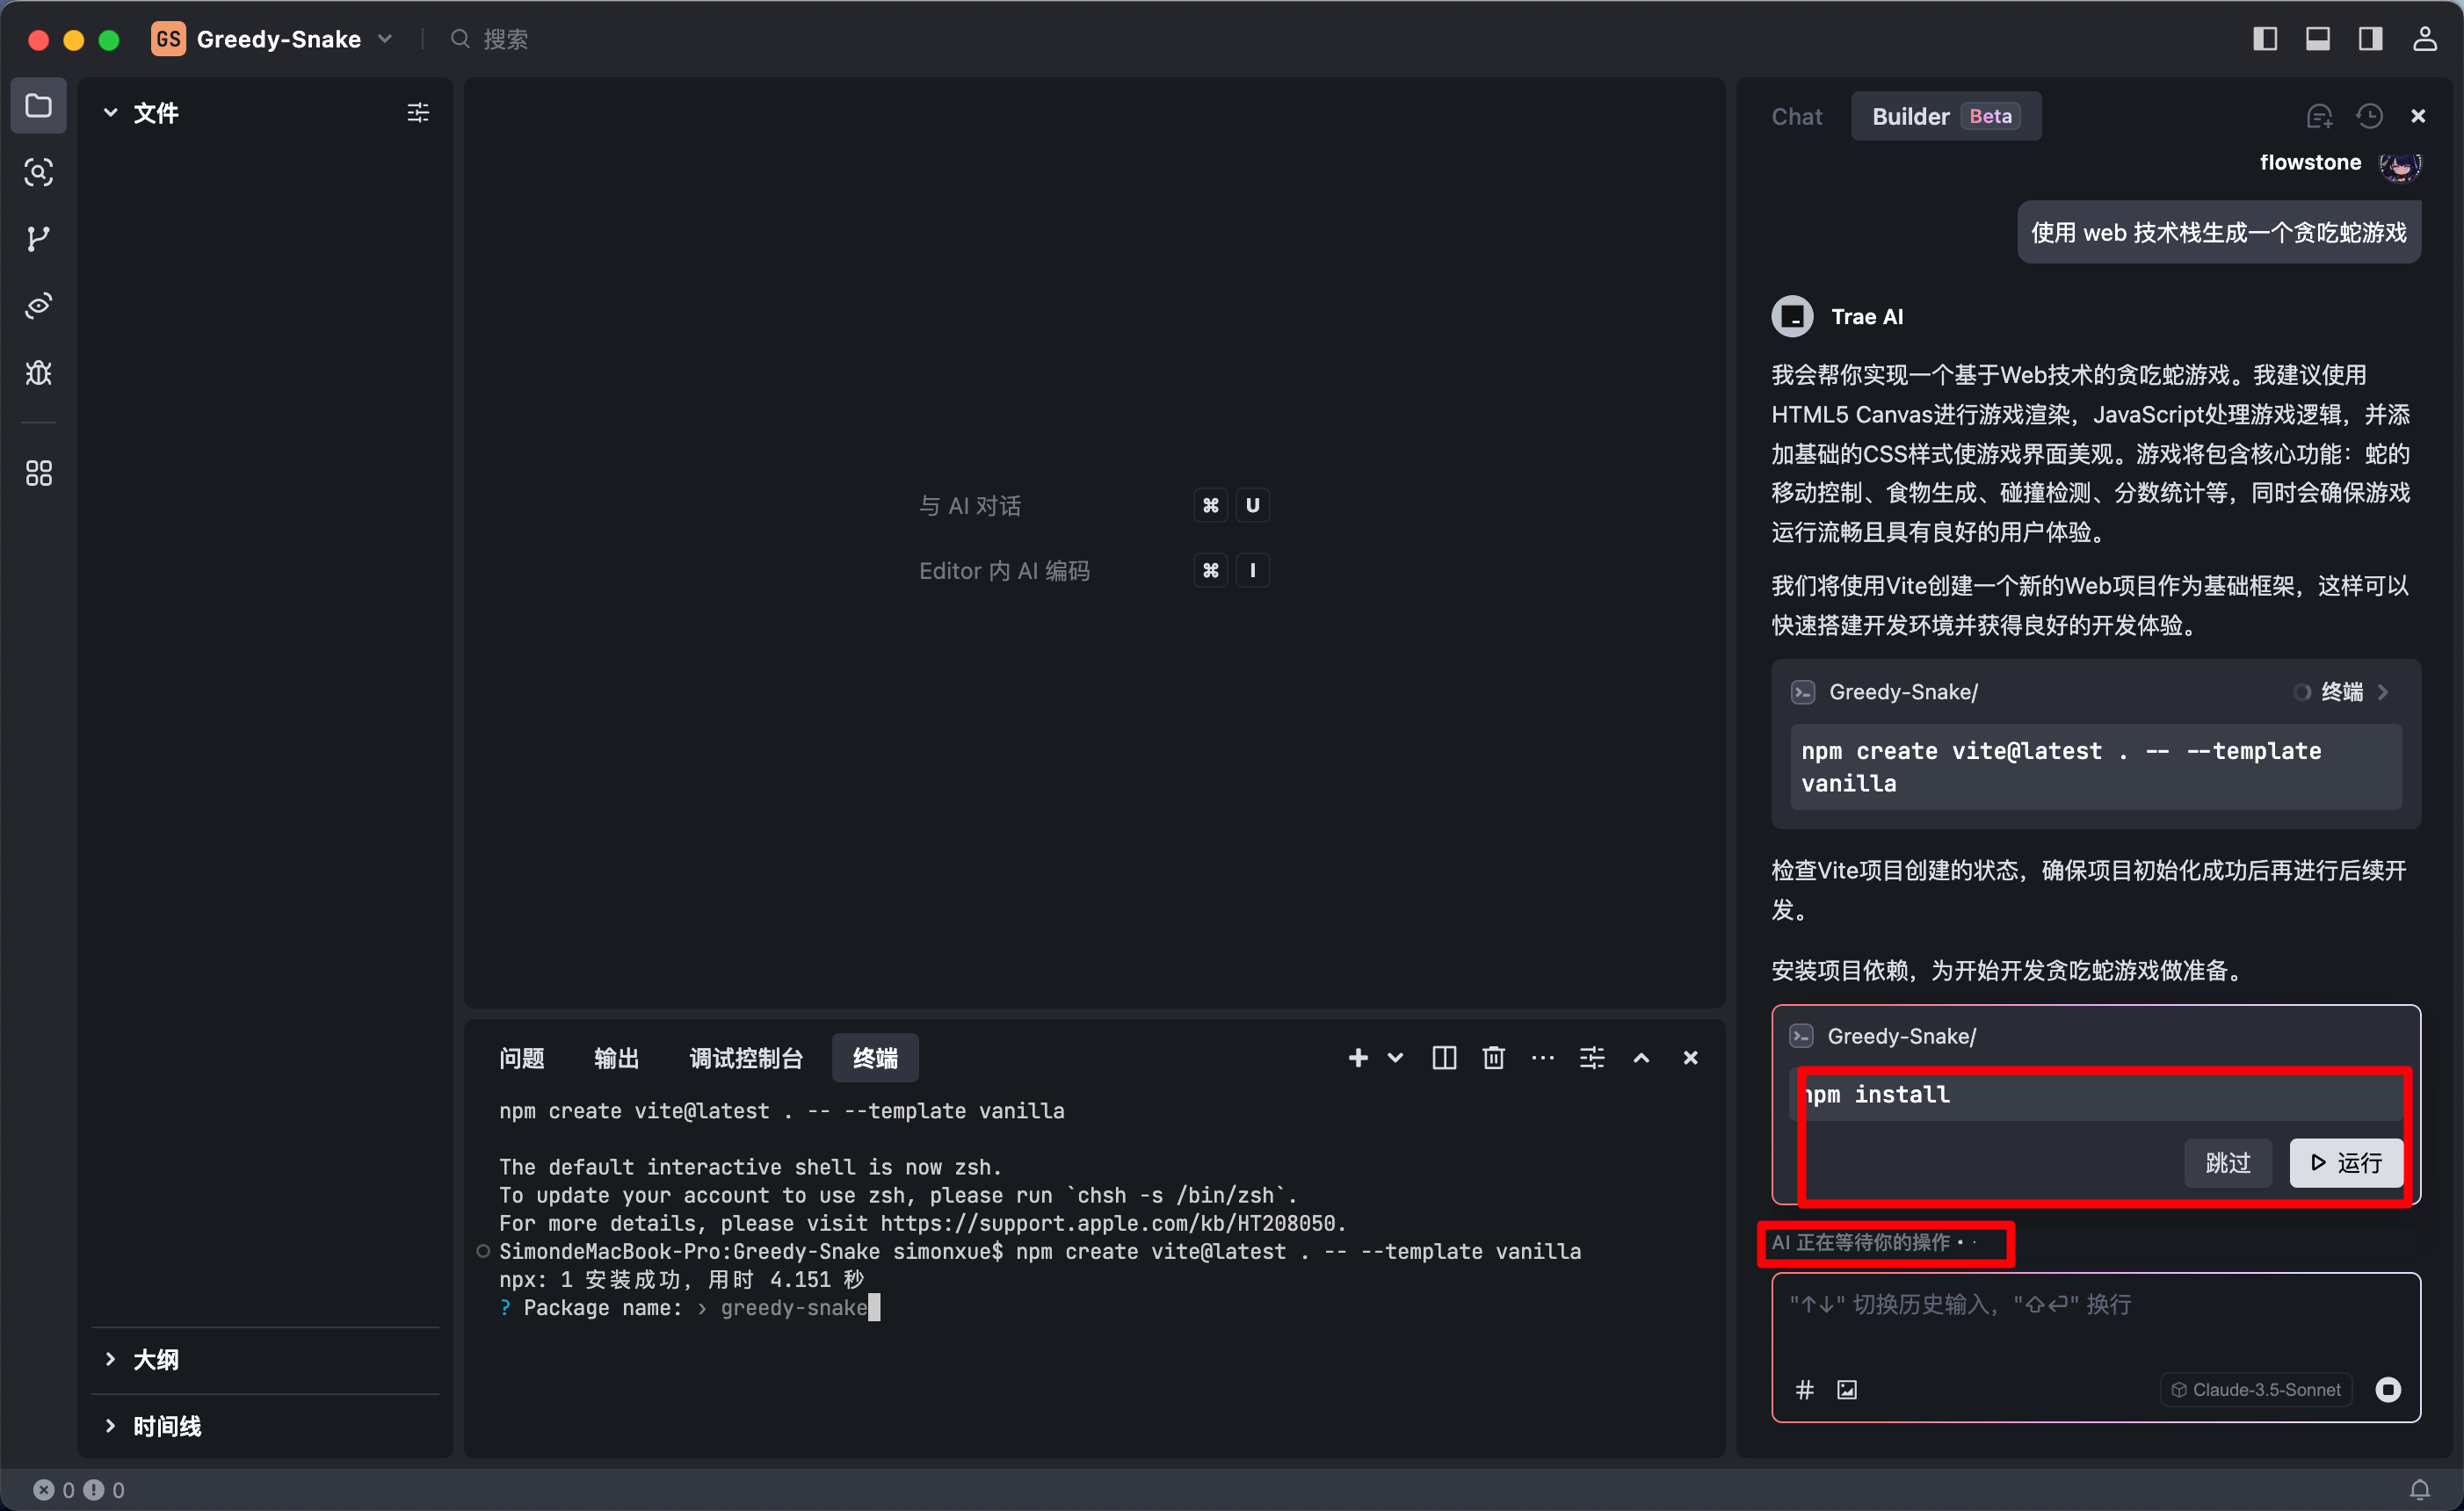 GS Greedy-Snake 搜索
文件
大纲
时间线
与 AI 对话 ⌘ U
Editor 内 AI 编码 ⌘ I
问题 输出 调试控制台 终端
npm create vite@latest . -- --template vanilla
The default interactive shell is now zsh.
To update your account to use zsh, please run `chsh -s /bin/zsh`.
For more details, please visit https://support.apple.com/kb/HT208050.
SimondeMacBook-Pro:Greedy-Snake simonxue$ npm create vite@latest . -- --template vanilla
npx: 1 安装成功，用时 4.151 秒
? Package name: › greedy-snake
Chat Builder Beta
flowstone
使用 web 技术栈生成一个贪吃蛇游戏
Trae AI
我会帮你实现一个基于Web技术的贪吃蛇游戏。我建议使用
HTML5 Canvas进行游戏渲染，JavaScript处理游戏逻辑，并添
加基础的CSS样式使游戏界面美观。游戏将包含核心功能：蛇的
移动控制、食物生成、碰撞检测、分数统计等，同时会确保游戏
运行流畅且具有良好的用户体验。
我们将使用Vite创建一个新的Web项目作为基础框架，这样可以
快速搭建开发环境并获得良好的开发体验。
Greedy-Snake/ 终端
npm create vite@latest . -- --template
vanilla
检查Vite项目创建的状态，确保项目初始化成功后再进行后续开
发。
安装项目依赖，为开始开发贪吃蛇游戏做准备。
Greedy-Snake/
npm install
跳过 运行
AI 正在等待你的操作
"↑↓" 切换历史输入，"⇧⏎" 换行
# Claude-3.5-Sonnet
0 0